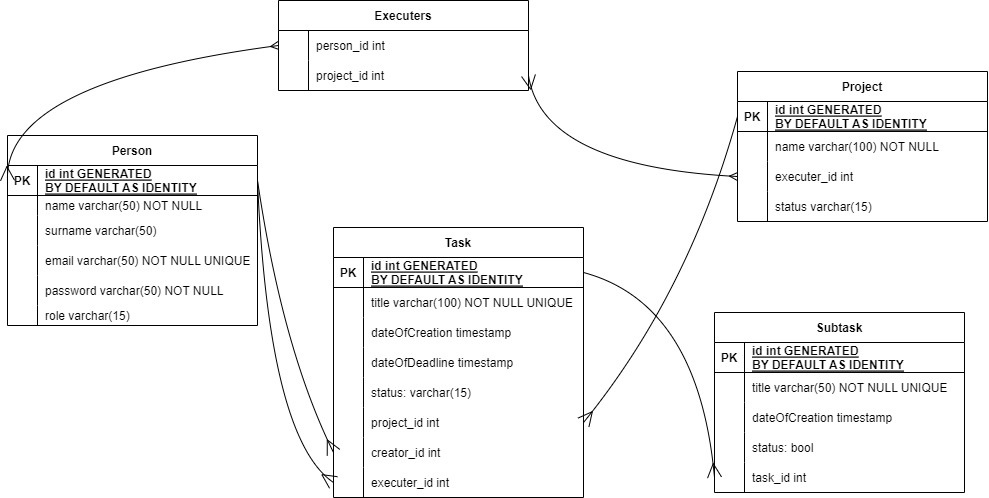 Executers
person_id int
project_id int
Project
PK
id int GENERATED
BY DEFAULT AS IDENTITY
name varchar(100) NOT NULL
executer_id int
status varchar(15)
Person
PK
id int GENERATED
BY DEFAULT AS IDENTITY
name varchar(50) NOT NULL
surname varchar(50)
email varchar(50) NOT NULL UNIQUE
password varchar(50) NOT NULL
role varchar(15)
Task
PK
id int GENERATED
BY DEFAULT AS IDENTITY
title varchar(100) NOT NULL UNIQUE
dateOfCreation timestamp
dateOfDeadline timestamp
status: varchar(15)
project_id int
creator_id int
executer_id int
Subtask
PK
id int GENERATED
BY DEFAULT AS IDENTITY
title varchar(50) NOT NULL UNIQUE
dateOfCreation timestamp
status: bool
task_id int